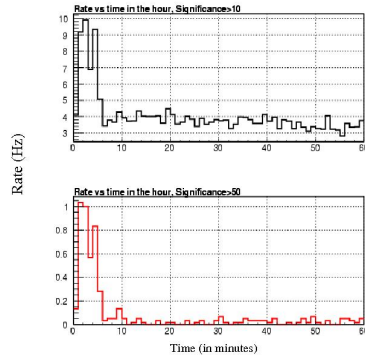 Rate vs time in the hour, Significance>10
10
9
8
7
6
5
4
3
0 10 20 30 40 50 60
Rate (Hz)
Rate vs time in the hour, Significance>50
1
0.8
0.6
0.4
0.2
0
0 10 20 30 40 50 60
Time (in minutes)